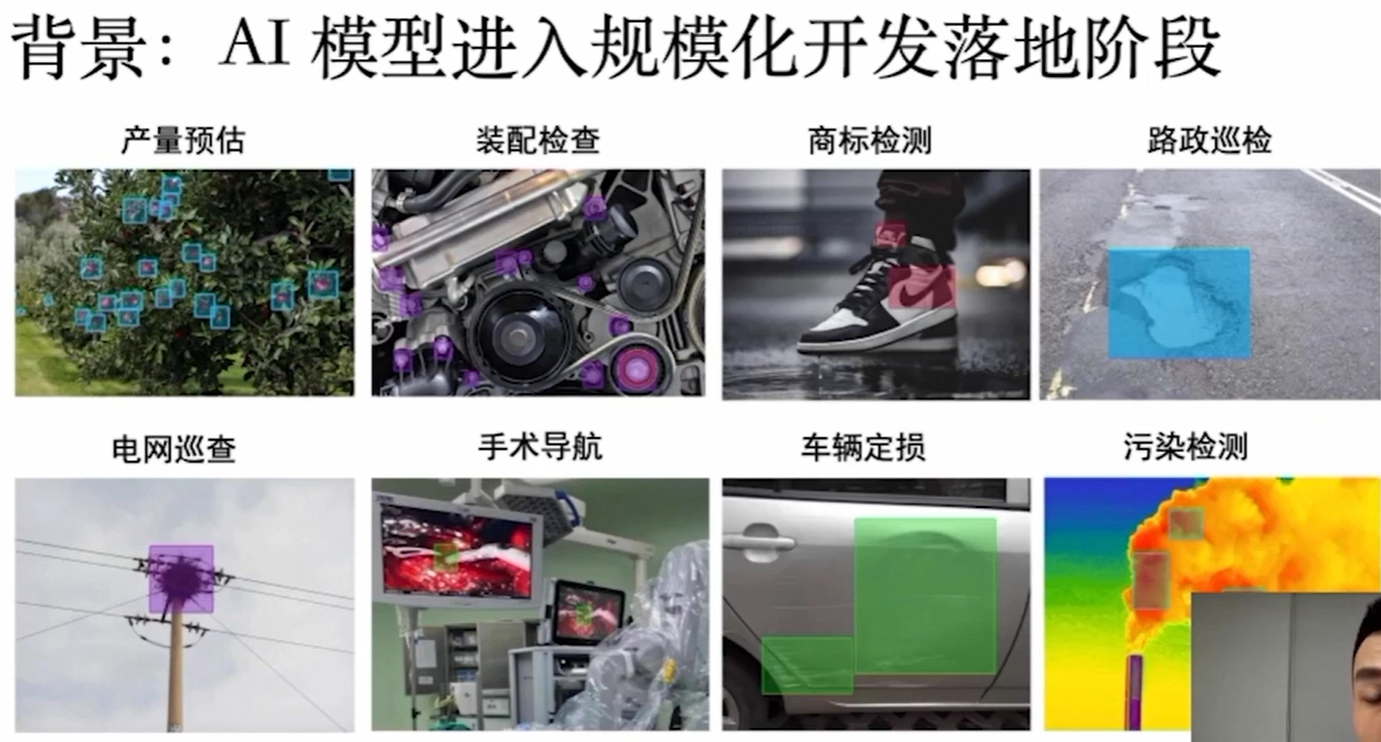 背景：AI 模型进入规模化开发落地阶段
产量预估
装配检查
商标检测
路政巡检
电网巡查
手术导航
车辆定损
污染检测